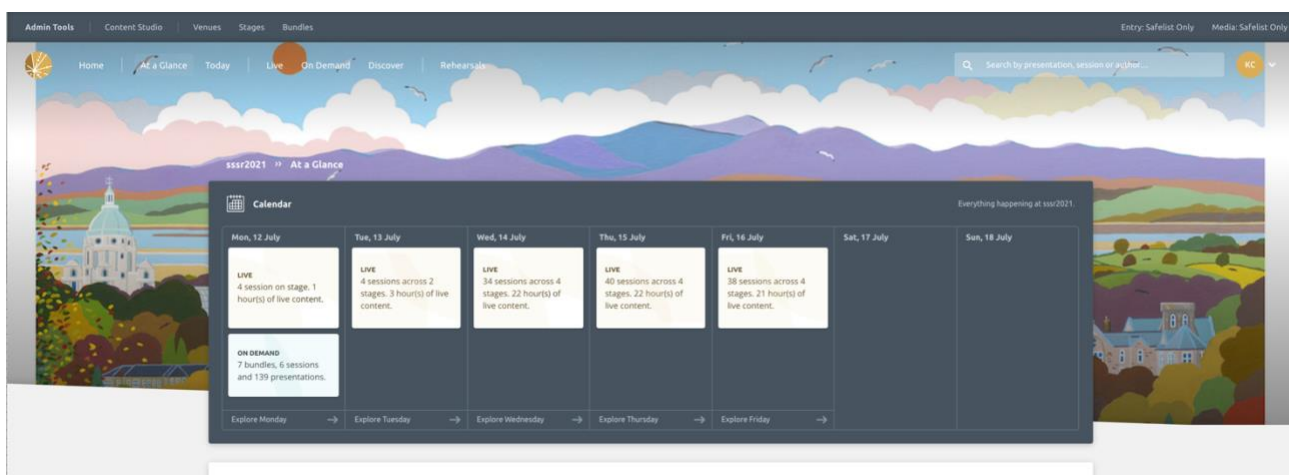 Admin Tools Content Studio Venues Stages Bundles Entry: Safelist Only Media: Safelist Only
Home At a Glance Today Live On Demand Discover Rehearsals Search by presentation, session or author... KC
sssr2021 » At a Glance
Calendar Everything happening at sssr2021.
Mon, 12 July Tue, 13 July Wed, 14 July Thu, 15 July Fri, 16 July Sat, 17 July Sun, 18 July
LIVE
4 session on stage. 1
hour(s) of live content.
LIVE
4 sessions across 2
stages. 3 hour(s) of live
content.
LIVE
34 sessions across 4
stages. 22 hour(s) of
live content.
LIVE
40 sessions across 4
stages. 22 hour(s) of
live content.
LIVE
38 sessions across 4
stages. 21 hour(s) of
live content.
ON DEMAND
7 bundles, 6 sessions
and 139 presentations.
Explore Monday → Explore Tuesday → Explore Wednesday → Explore Thursday → Explore Friday →